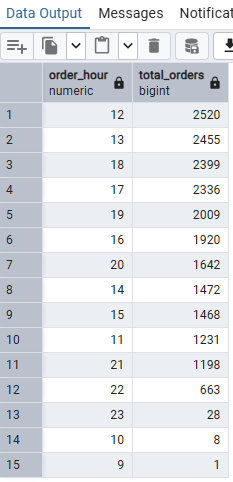 Data Output Messages Notificat
order_hour total_orders
numeric bigint
1 12 2520
2 13 2455
3 18 2399
4 17 2336
5 19 2009
6 16 1920
7 20 1642
8 14 1472
9 15 1468
10 11 1231
11 21 1198
12 22 663
13 23 28
14 10 8
15 9 1